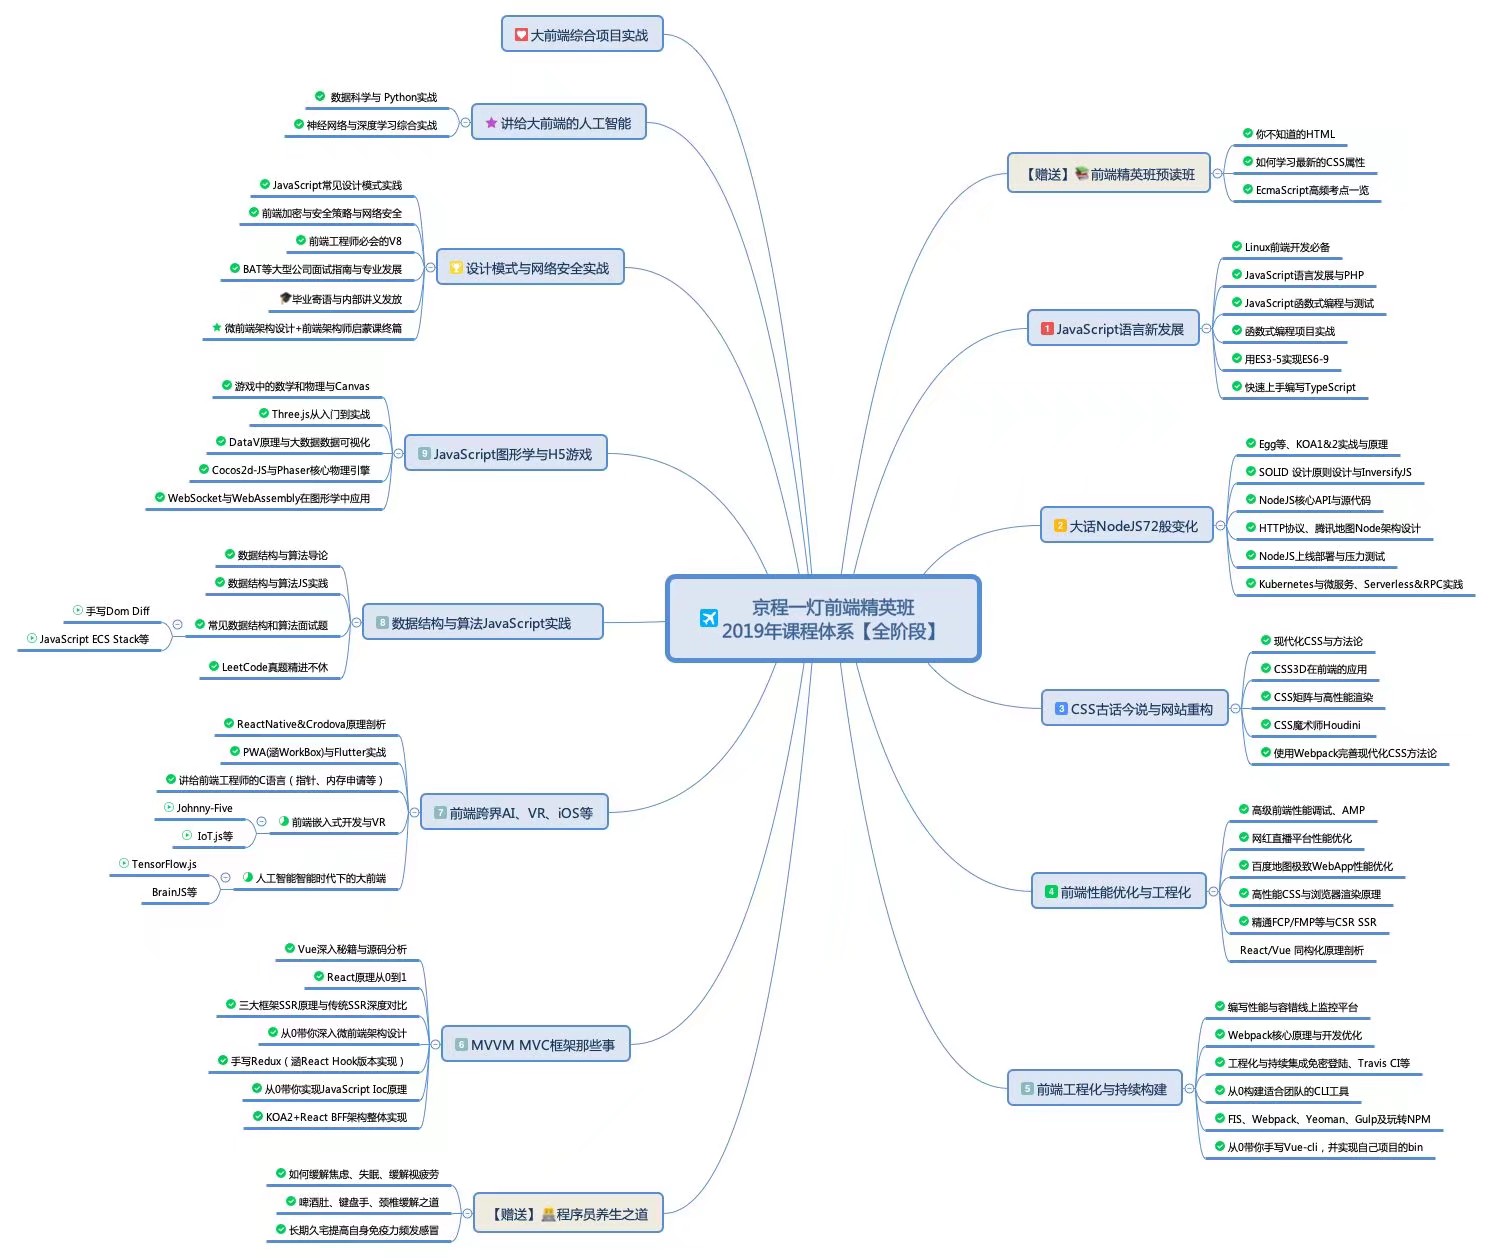 京程一灯前端精英班
2019年课程体系【全阶段】
【赠送】前端精英班预读班
你不知道的HTML
如何学习最新的CSS属性
EcmaScript高频考点一览
1 JavaScript语言新发展
Linux前端开发必备
JavaScript语言发展与PHP
JavaScript函数式编程与测试
函数式编程项目实战
用ES3-5实现ES6-9
快速上手编写TypeScript
2 大话NodeJS72般变化
Egg等、KOA1&2实战与原理
SOLID 设计原则设计与InversifyJS
NodeJS核心API与源代码
HTTP协议、腾讯地图Node架构设计
NodeJS上线部署与压力测试
Kubernetes与微服务、Serverless&RPC实践
3 CSS古话今说与网站重构
现代化CSS与方法论
CSS3D在前端的应用
CSS矩阵与高性能渲染
CSS魔术师Houdini
使用Webpack完善现代化CSS方法论
4 前端性能优化与工程化
高级前端性能调试、AMP
网红直播平台性能优化
百度地图极致WebApp性能优化
高性能CSS与浏览器渲染原理
精通FCP/FMP等与CSR SSR
React/Vue 同构化原理剖析
5 前端工程化与持续构建
编写性能与容错线上监控平台
Webpack核心原理与开发优化
工程化与持续集成免密登陆、Travis CI等
从0构建适合团队的CLI工具
FIS、Webpack、Yeoman、Gulp及玩转NPM
从0带你手写Vue-cli，并实现自己项目的bin
大前端综合项目实战
讲给大前端的人工智能
数据科学与 Python实战
神经网络与深度学习综合实战
设计模式与网络安全实战
JavaScript常见设计模式实践
前端加密与安全策略与网络安全
前端工程师必会的V8
BAT等大型公司面试指南与专业发展
毕业寄语与内部讲义发放
微前端架构设计+前端架构师启蒙课终篇
9 JavaScript图形学与H5游戏
游戏中的数学和物理与Canvas
Three.js从入门到实战
DataV原理与大数据数据可视化
Cocos2d-JS与Phaser核心物理引擎
WebSocket与WebAssembly在图形学中应用
8 数据结构与算法JavaScript实践
数据结构与算法导论
数据结构与算法JS实践
常见数据结构和算法面试题
手写Dom Diff
JavaScript ECS Stack等
LeetCode真题精进不休
7 前端跨界AI、VR、iOS等
ReactNative&Crodova原理剖析
PWA(涵WorkBox)与Flutter实战
讲给前端工程师的C语言（指针、内存申请等）
前端嵌入式开发与VR
Johnny-Five
IoT.js等
人工智能智能时代下的大前端
TensorFlow.js
BrainJS等
6 MVVM MVC框架那些事
Vue深入秘籍与源码分析
React原理从0到1
三大框架SSR原理与传统SSR深度对比
从0带你深入微前端架构设计
手写Redux（涵React Hook版本实现）
从0带你实现JavaScript Ioc原理
KOA2+React BFF架构整体实现
【赠送】程序员养生之道
如何缓解焦虑、失眠、缓解视疲劳
啤酒肚、键盘手、颈椎缓解之道
长期久宅提高自身免疫力频发感冒